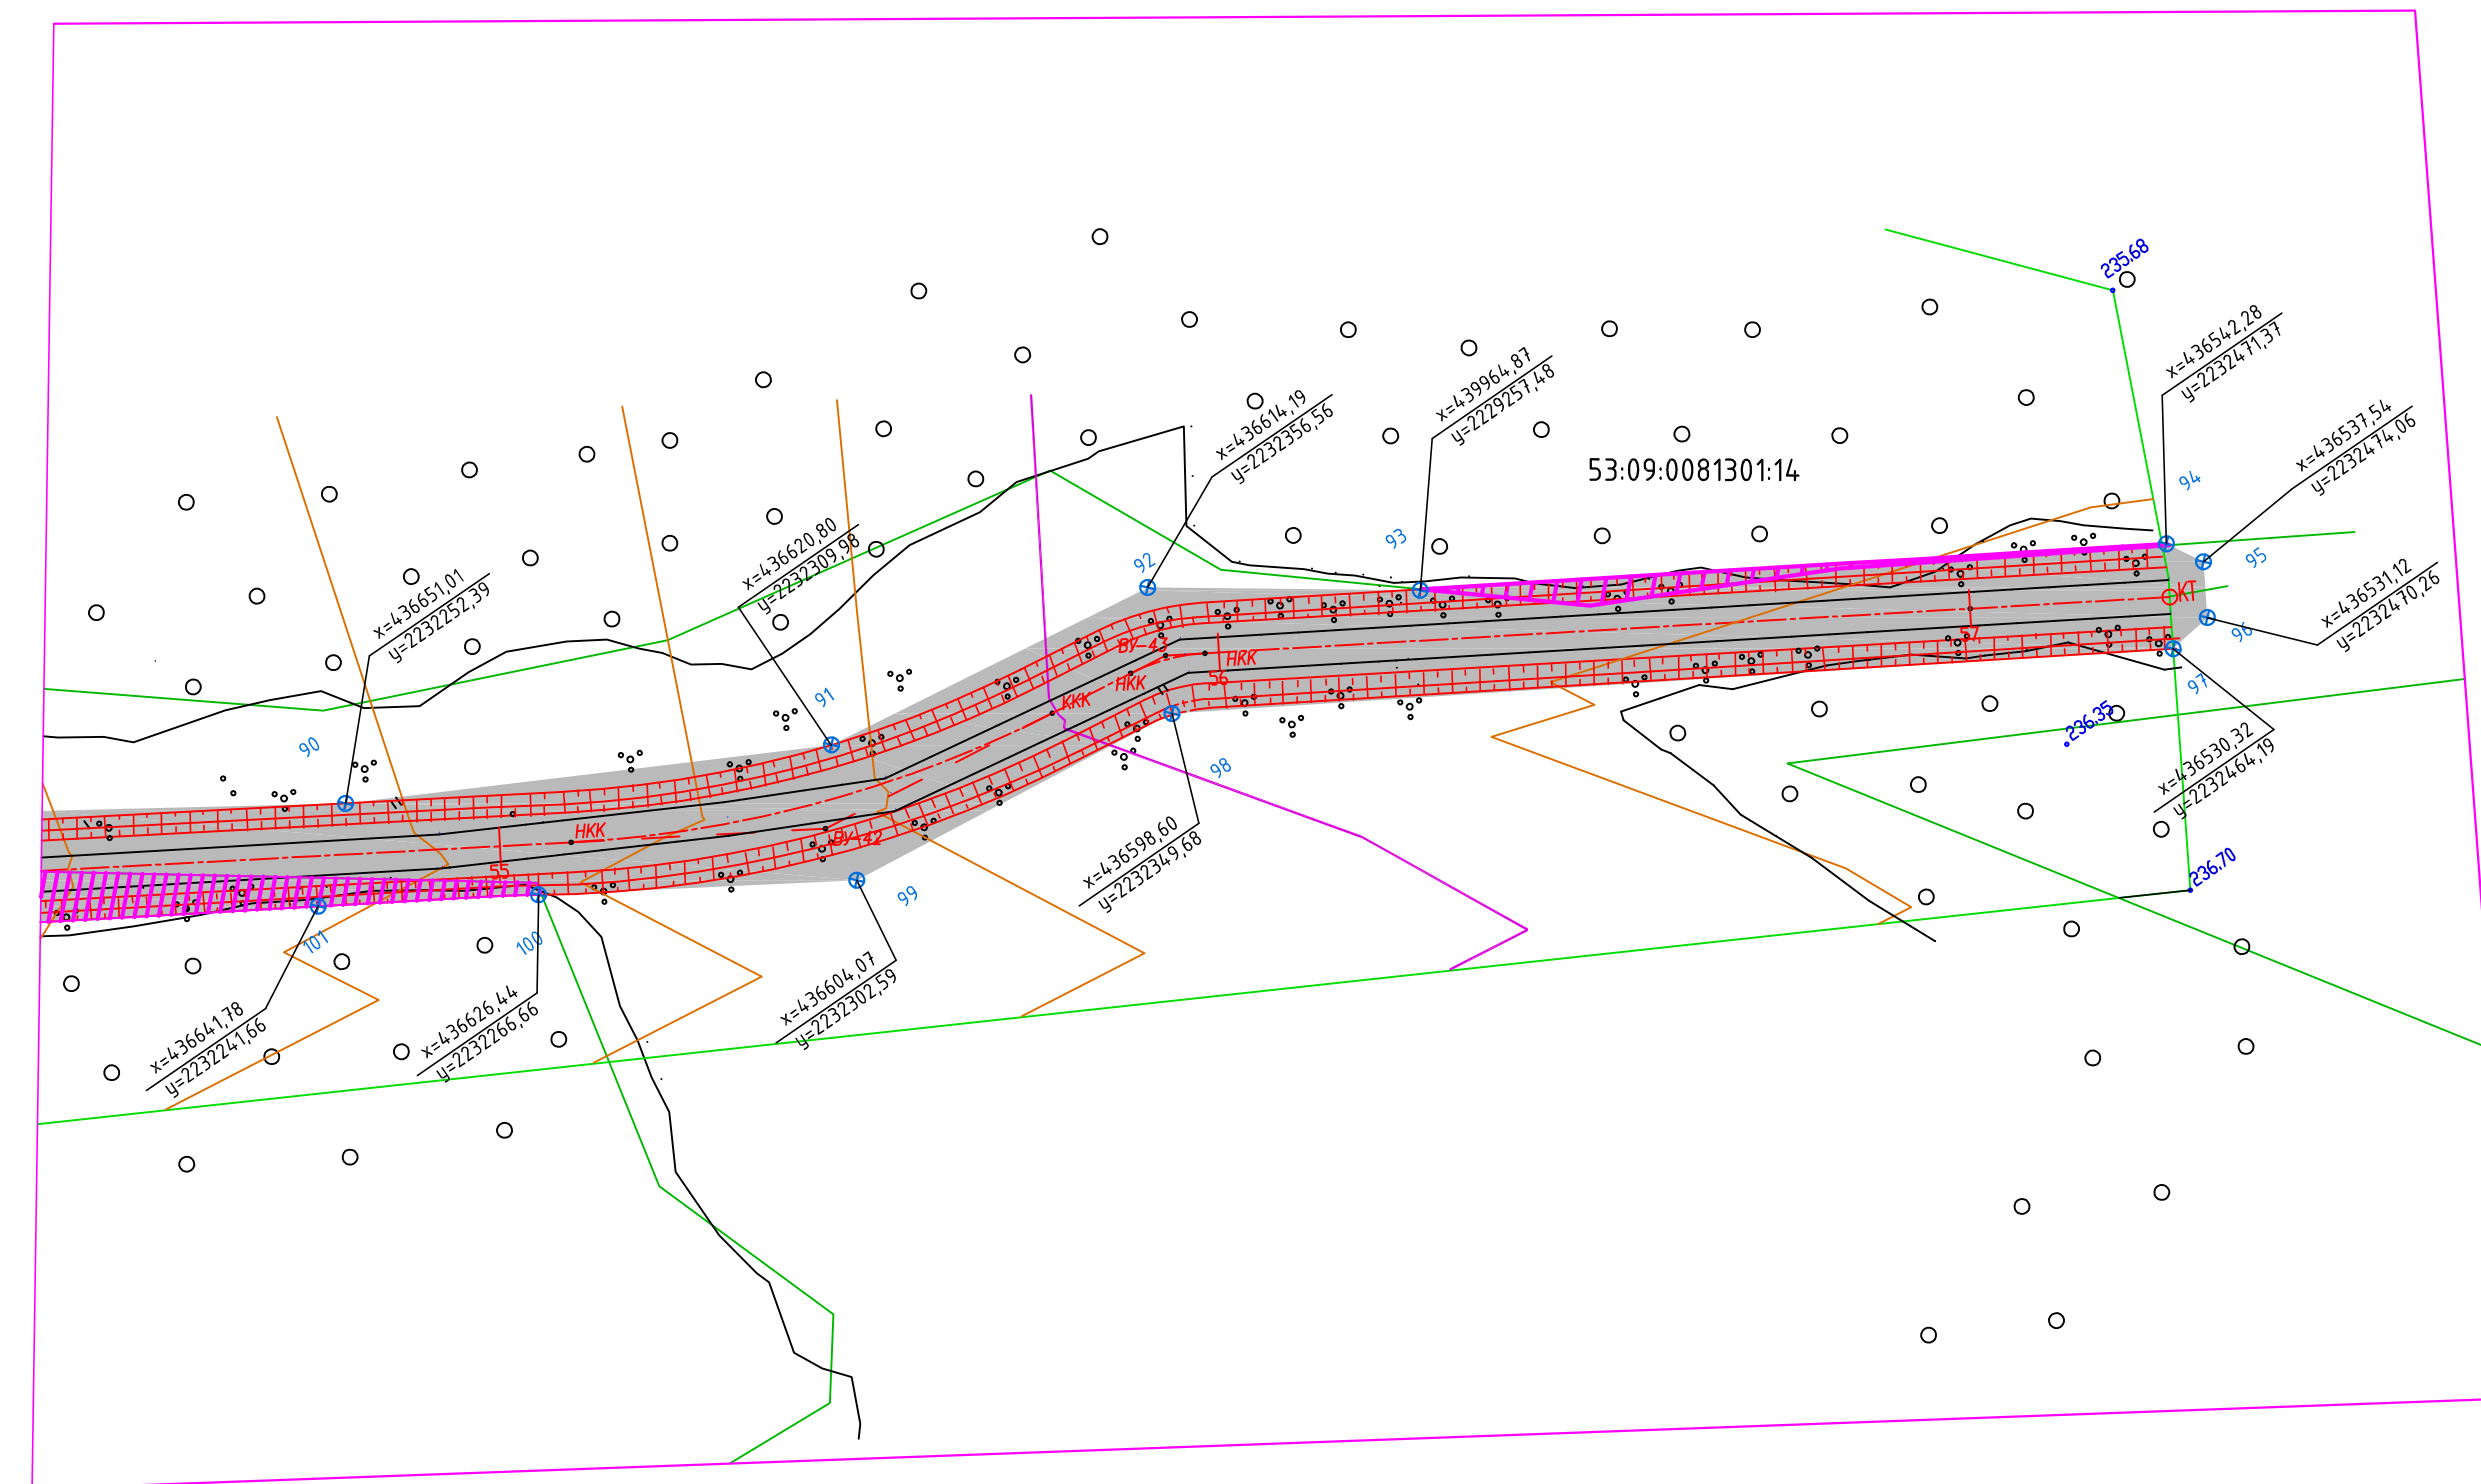 235.68
x=436542,28
y=2232471,37
x=439964,87
y=2229257,48
x=436614,19
y=2232356,56
x=436537,54
y=2232474,06
53:09:0081301:14
94
x=436620,80
y=2232309,98
93
92
95
x=436651,01
y=2232252,39
x=436531,12
y=2232470,26
КТ
96
57
ВУ-43
НКК
56
НКК
ККК
97
91
236.35
90
98
x=436530,32
y=2232464,19
НКК
ВУ-42
55
236.70
x=436598,60
y=2232349,68
99
101
100
x=436604,07
y=2232302,59
x=436626,44
y=2232266,66
x=436641,78
y=2232241,66